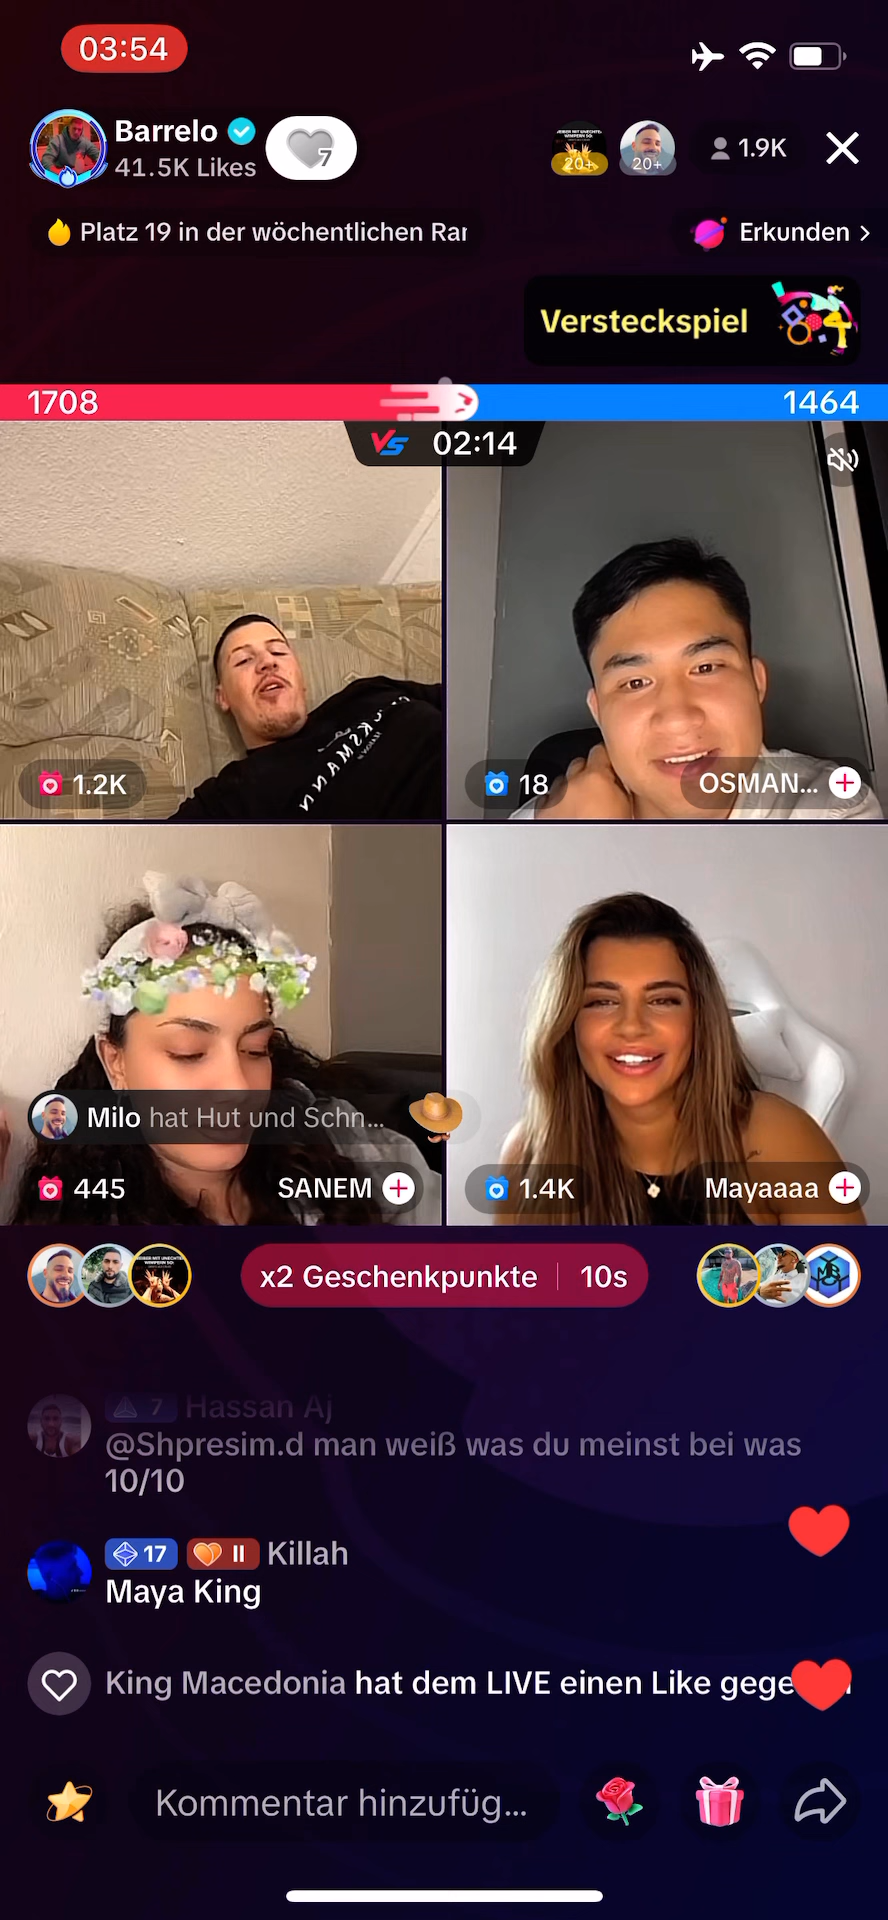 03:54
Barrelo
41.5K Likes
7
20+
20+
1.9K
Platz 19 in der wöchentlichen Ran
Erkunden >
Versteckspiel
1708
1464
VS 02:14
1.2K
18
OSMAN...
Milo hat Hut und Schn...
445
SANEM
1.4K
Mayaaaa
x2 Geschenkpunkte | 10s
7 Hassan Aj
@Shpresim.d man weiß was du meinst bei was
10/10
17 II Killah
Maya King
King Macedonia hat dem LIVE einen Like gege
Kommentar hinzufüg...